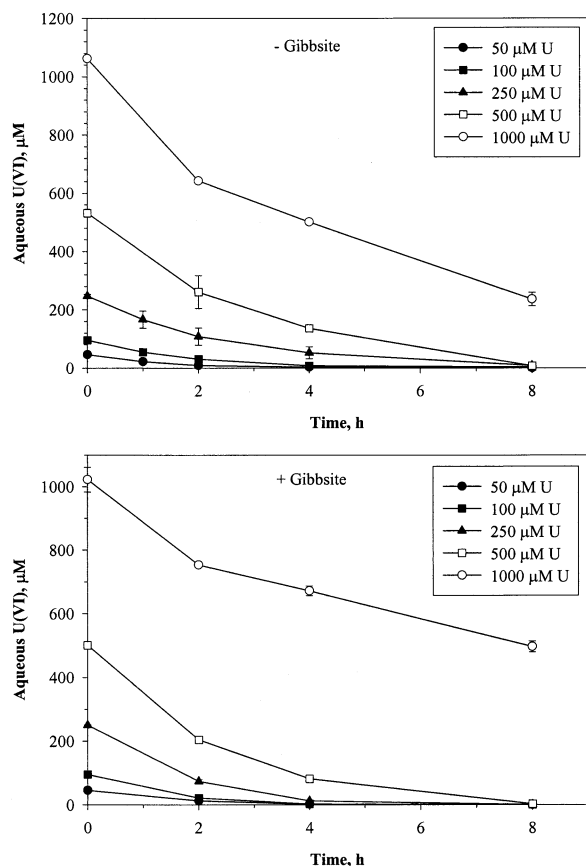 - Gibbsite
50 μM U
100 μM U
250 μM U
500 μM U
1000 μM U
Aqueous U(VI), μM
1200
1000
800
600
400
200
0
0 2 4 6 8
Time, h
+ Gibbsite
50 μM U
100 μM U
250 μM U
500 μM U
1000 μM U
Aqueous U(VI), μM
1000
800
600
400
200
0
0 2 4 6 8
Time, h